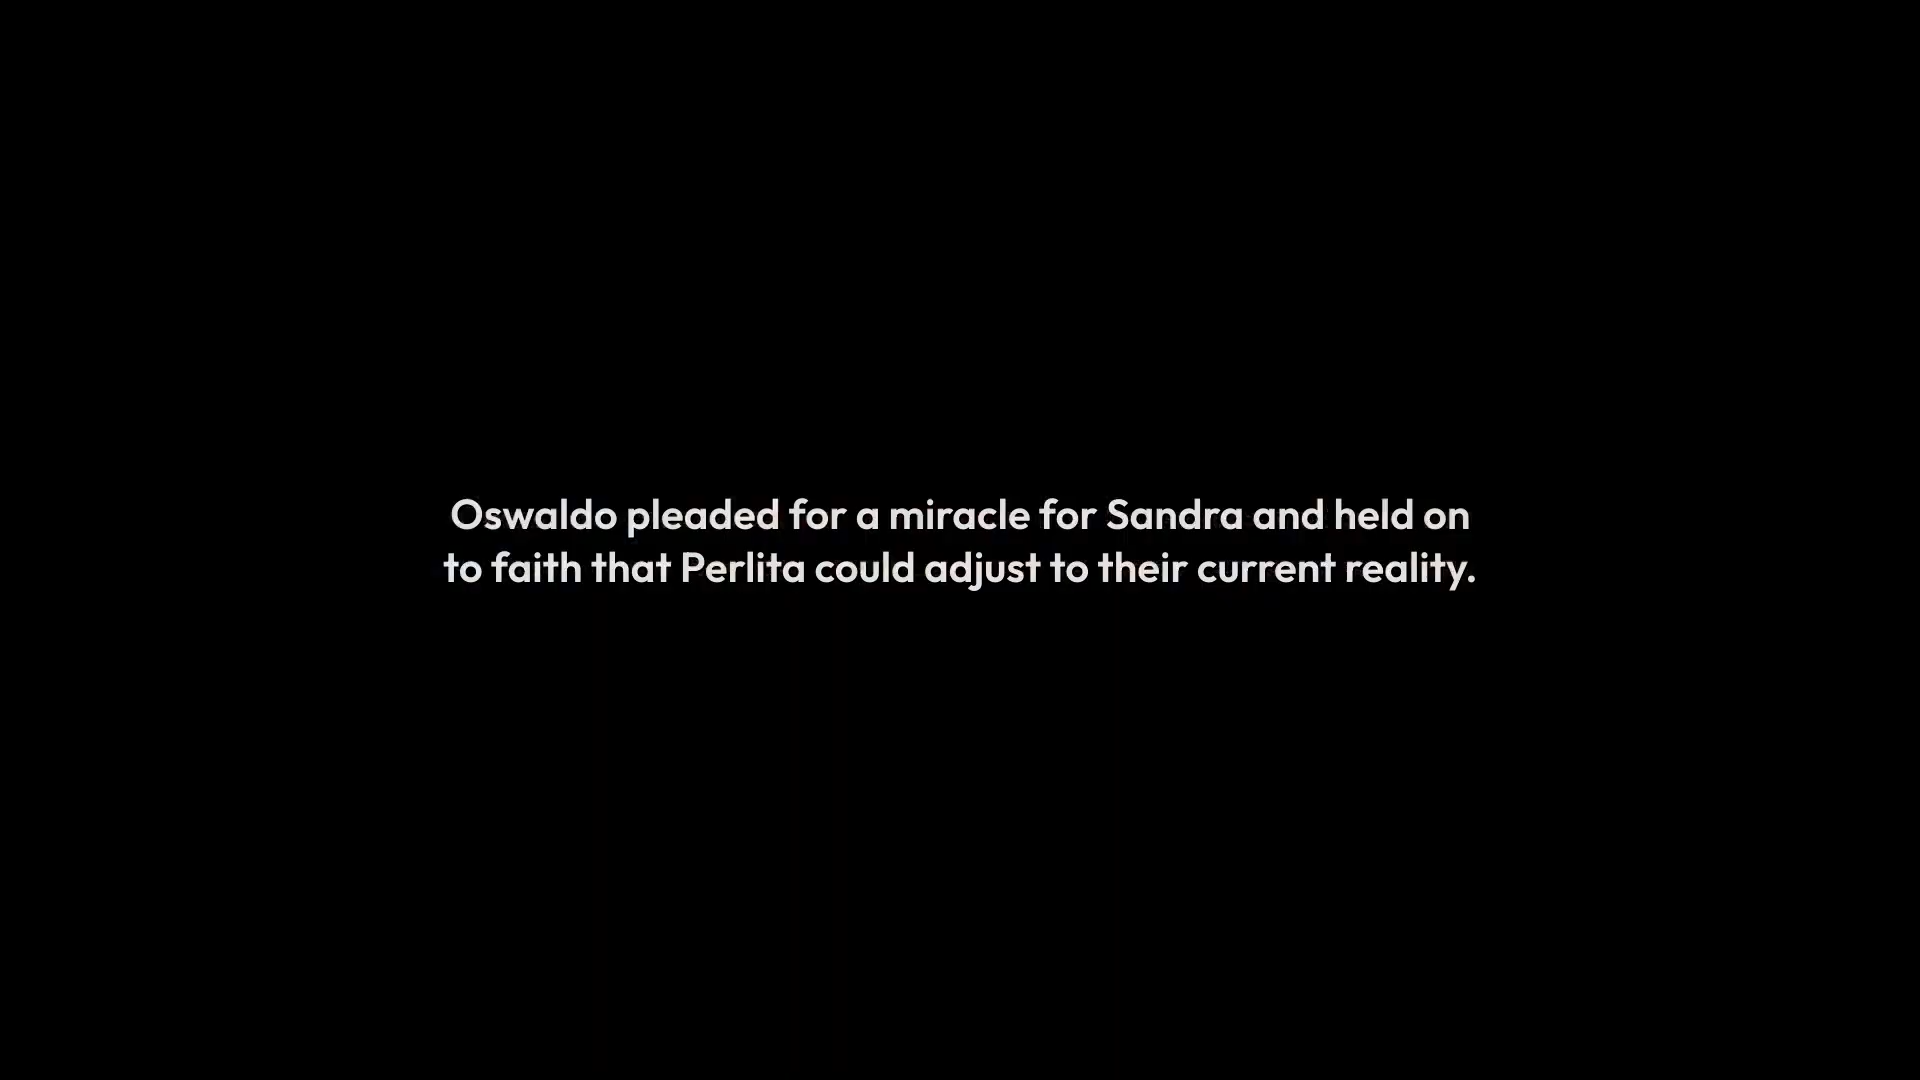 Oswaldo pleaded for a miracle for Sandra and held on
to faith that Perlita could adjust to their current reality.